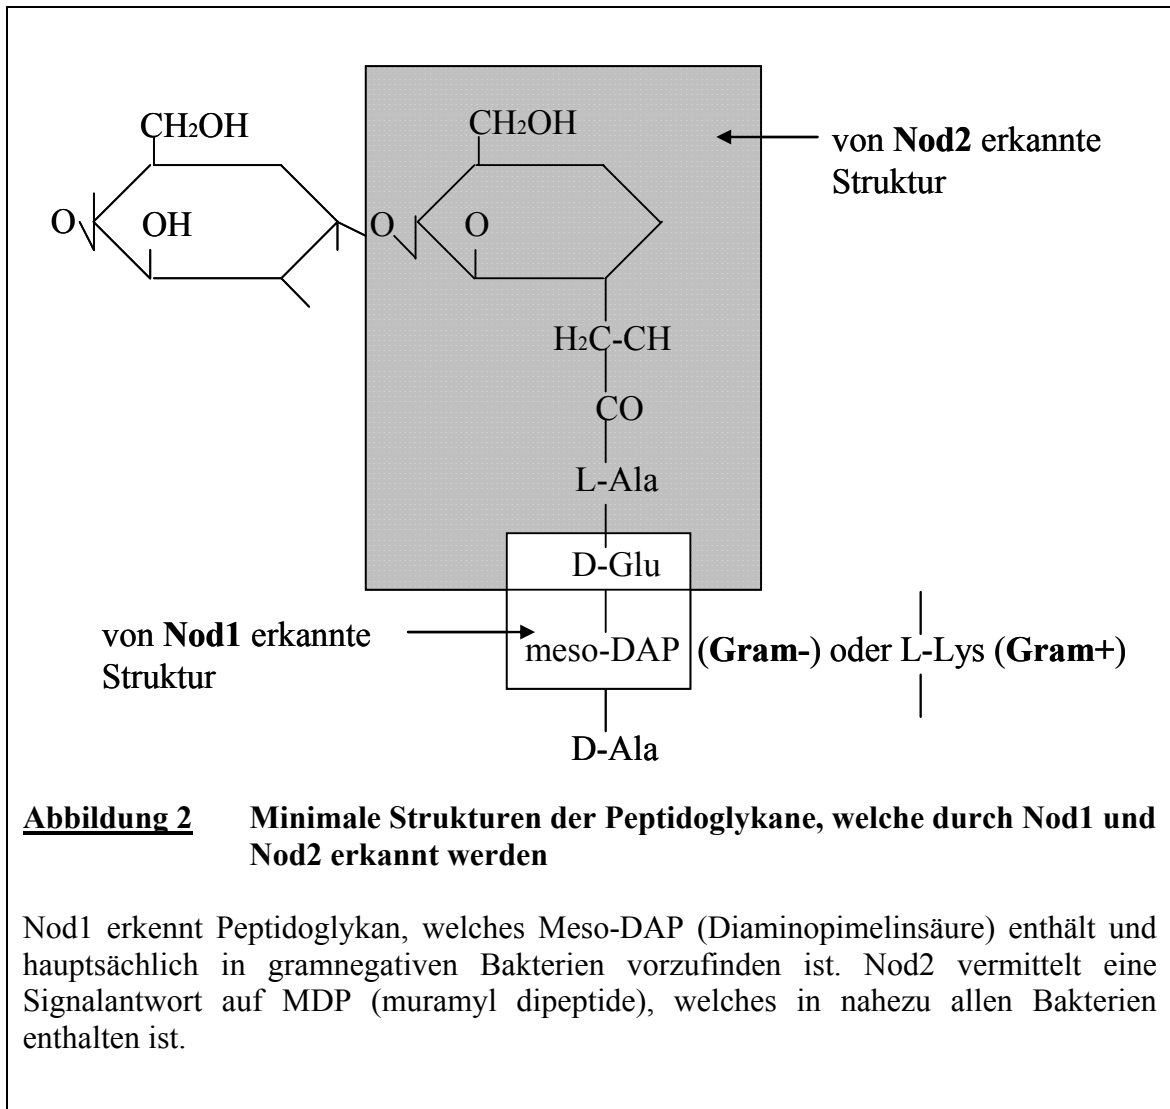 CH₂OH
CH₂OH
von Nod2 erkannte
Struktur
O
OH
O
O
H₂C-CH
CO
L-Ala
D-Glu
von Nod1 erkannte
Struktur
meso-DAP (Gram-) oder L-Lys (Gram+)
D-Ala
Abbildung 2 Minimale Strukturen der Peptidoglykane, welche durch Nod1 und
Nod2 erkannt werden
Nod1 erkennt Peptidoglykan, welches Meso-DAP (Diaminopimelinsäure) enthält und
hauptsächlich in gramnegativen Bakterien vorzufinden ist. Nod2 vermittelt eine
Signalantwort auf MDP (muramyl dipeptide), welches in nahezu allen Bakterien
enthalten ist.